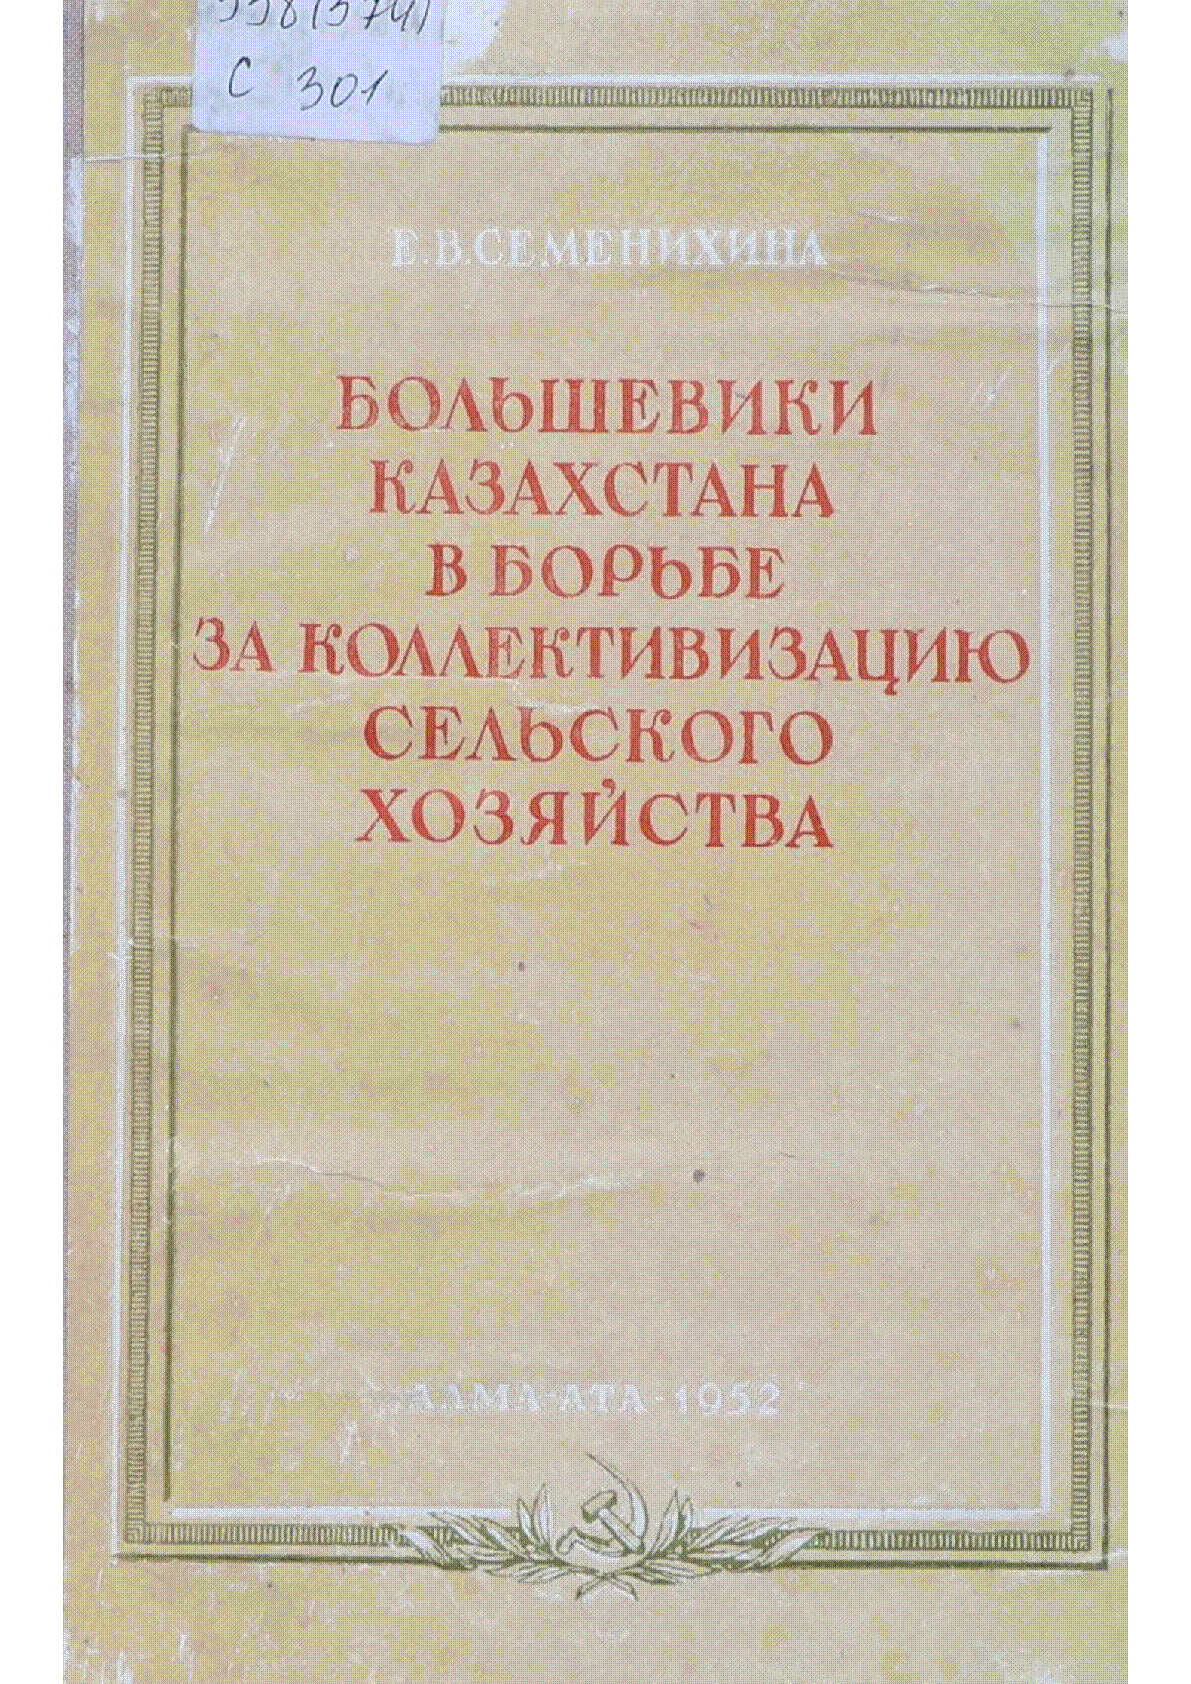 С 301
Е.В.СЕМЕНИХИНА
БОЛЬШЕВИКИ
КАЗАХСТАНА
В БОРЬБЕ
ЗА КОЛЛЕКТИВИЗАЦИЮ
СЕЛЬСКОГО
ХОЗЯЙСТВА
АЛМА-АТА-1952